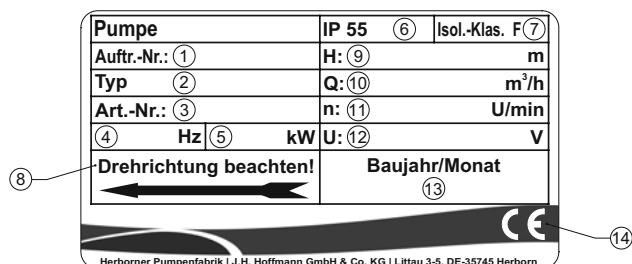 Pumpe IP 55 6 Isol.-Klas. F 7
Auftr.-Nr.: 1 H: 9 m
Typ 2 Q: 10 m³/h
Art.-Nr.: 3 n: 11 U/min
4 Hz 5 kW U: 12 V
8 Drehrichtung beachten! Baujahr/Monat
13
CE 14
Herborner Pumpenfabrik | J.H. Hoffmann GmbH & Co. KG | Littau 3-5, DE-35745 Herborn